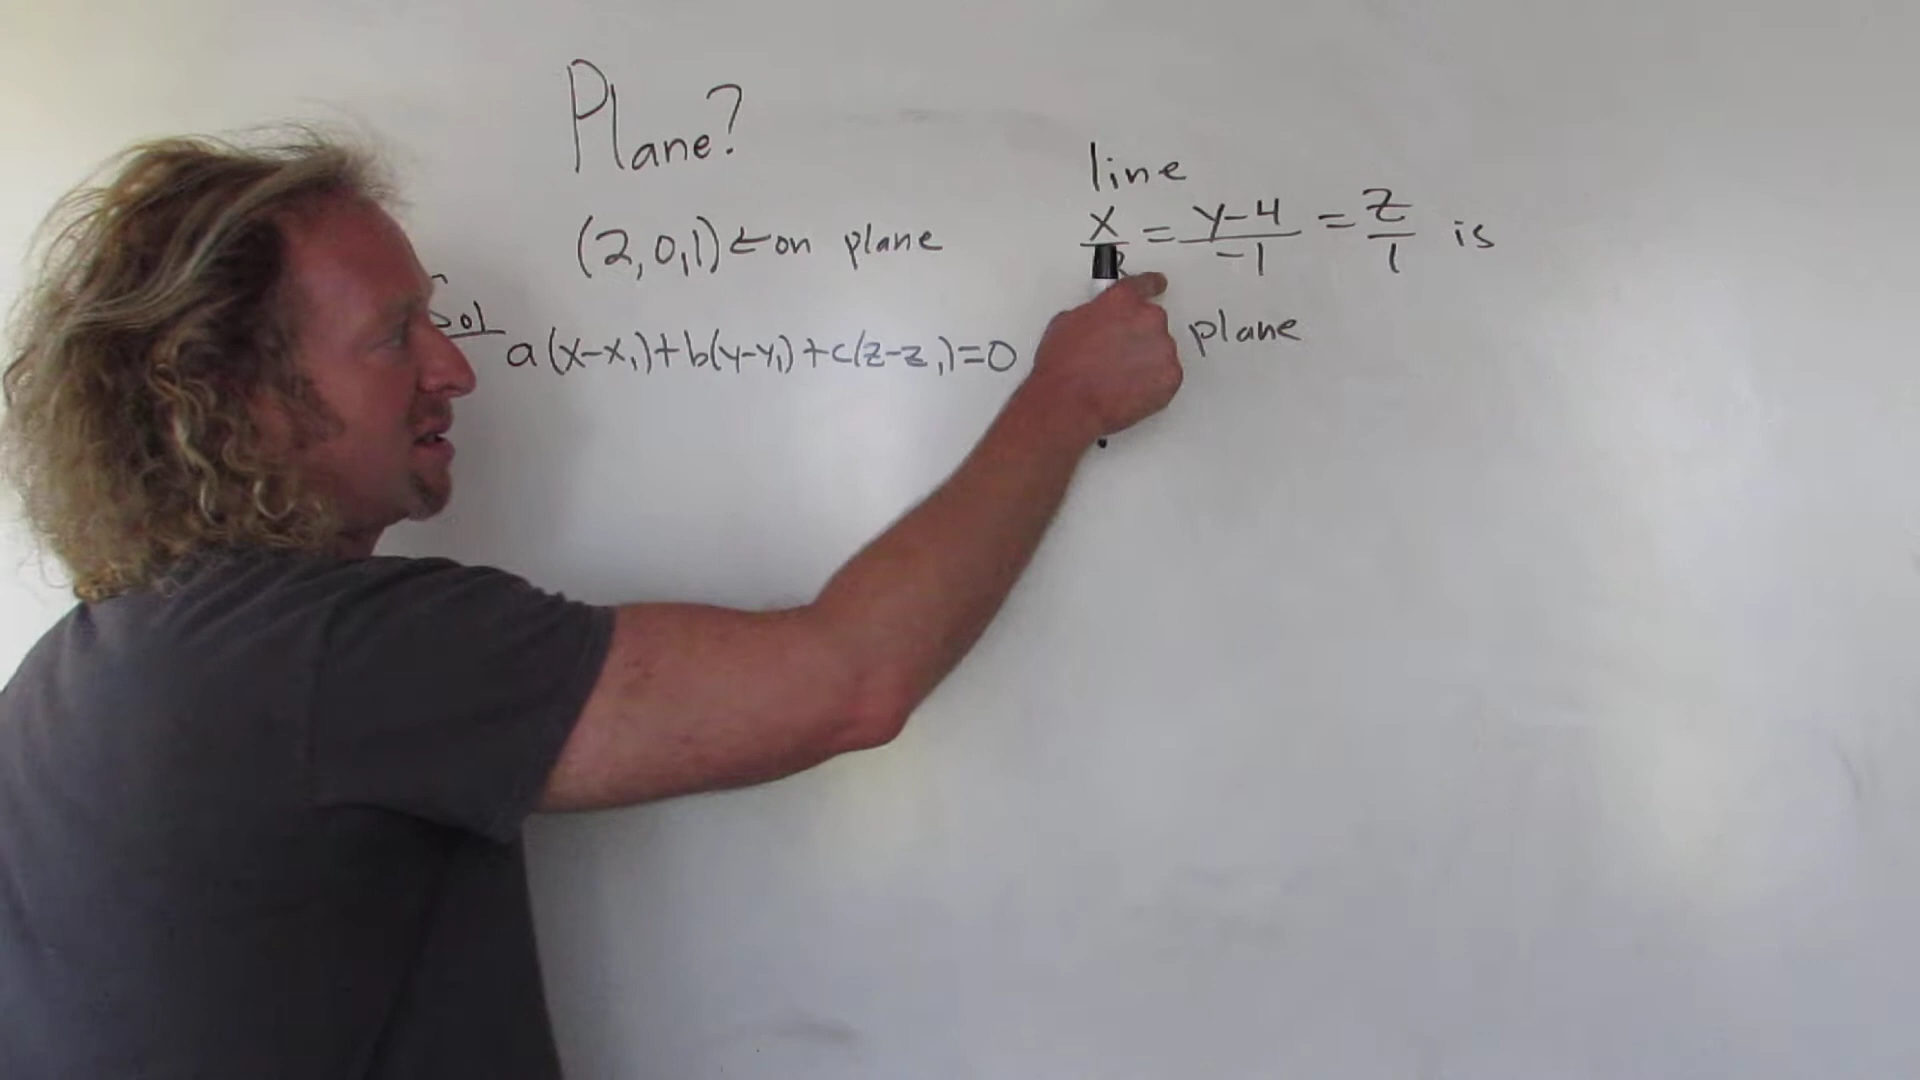 Plane?
(2,0,1) ← on plane
Sol
a(x-x₁)+b(y-y₁)+c(z-z₁)=0
line
x = y-4 = z is
-1 1
plane